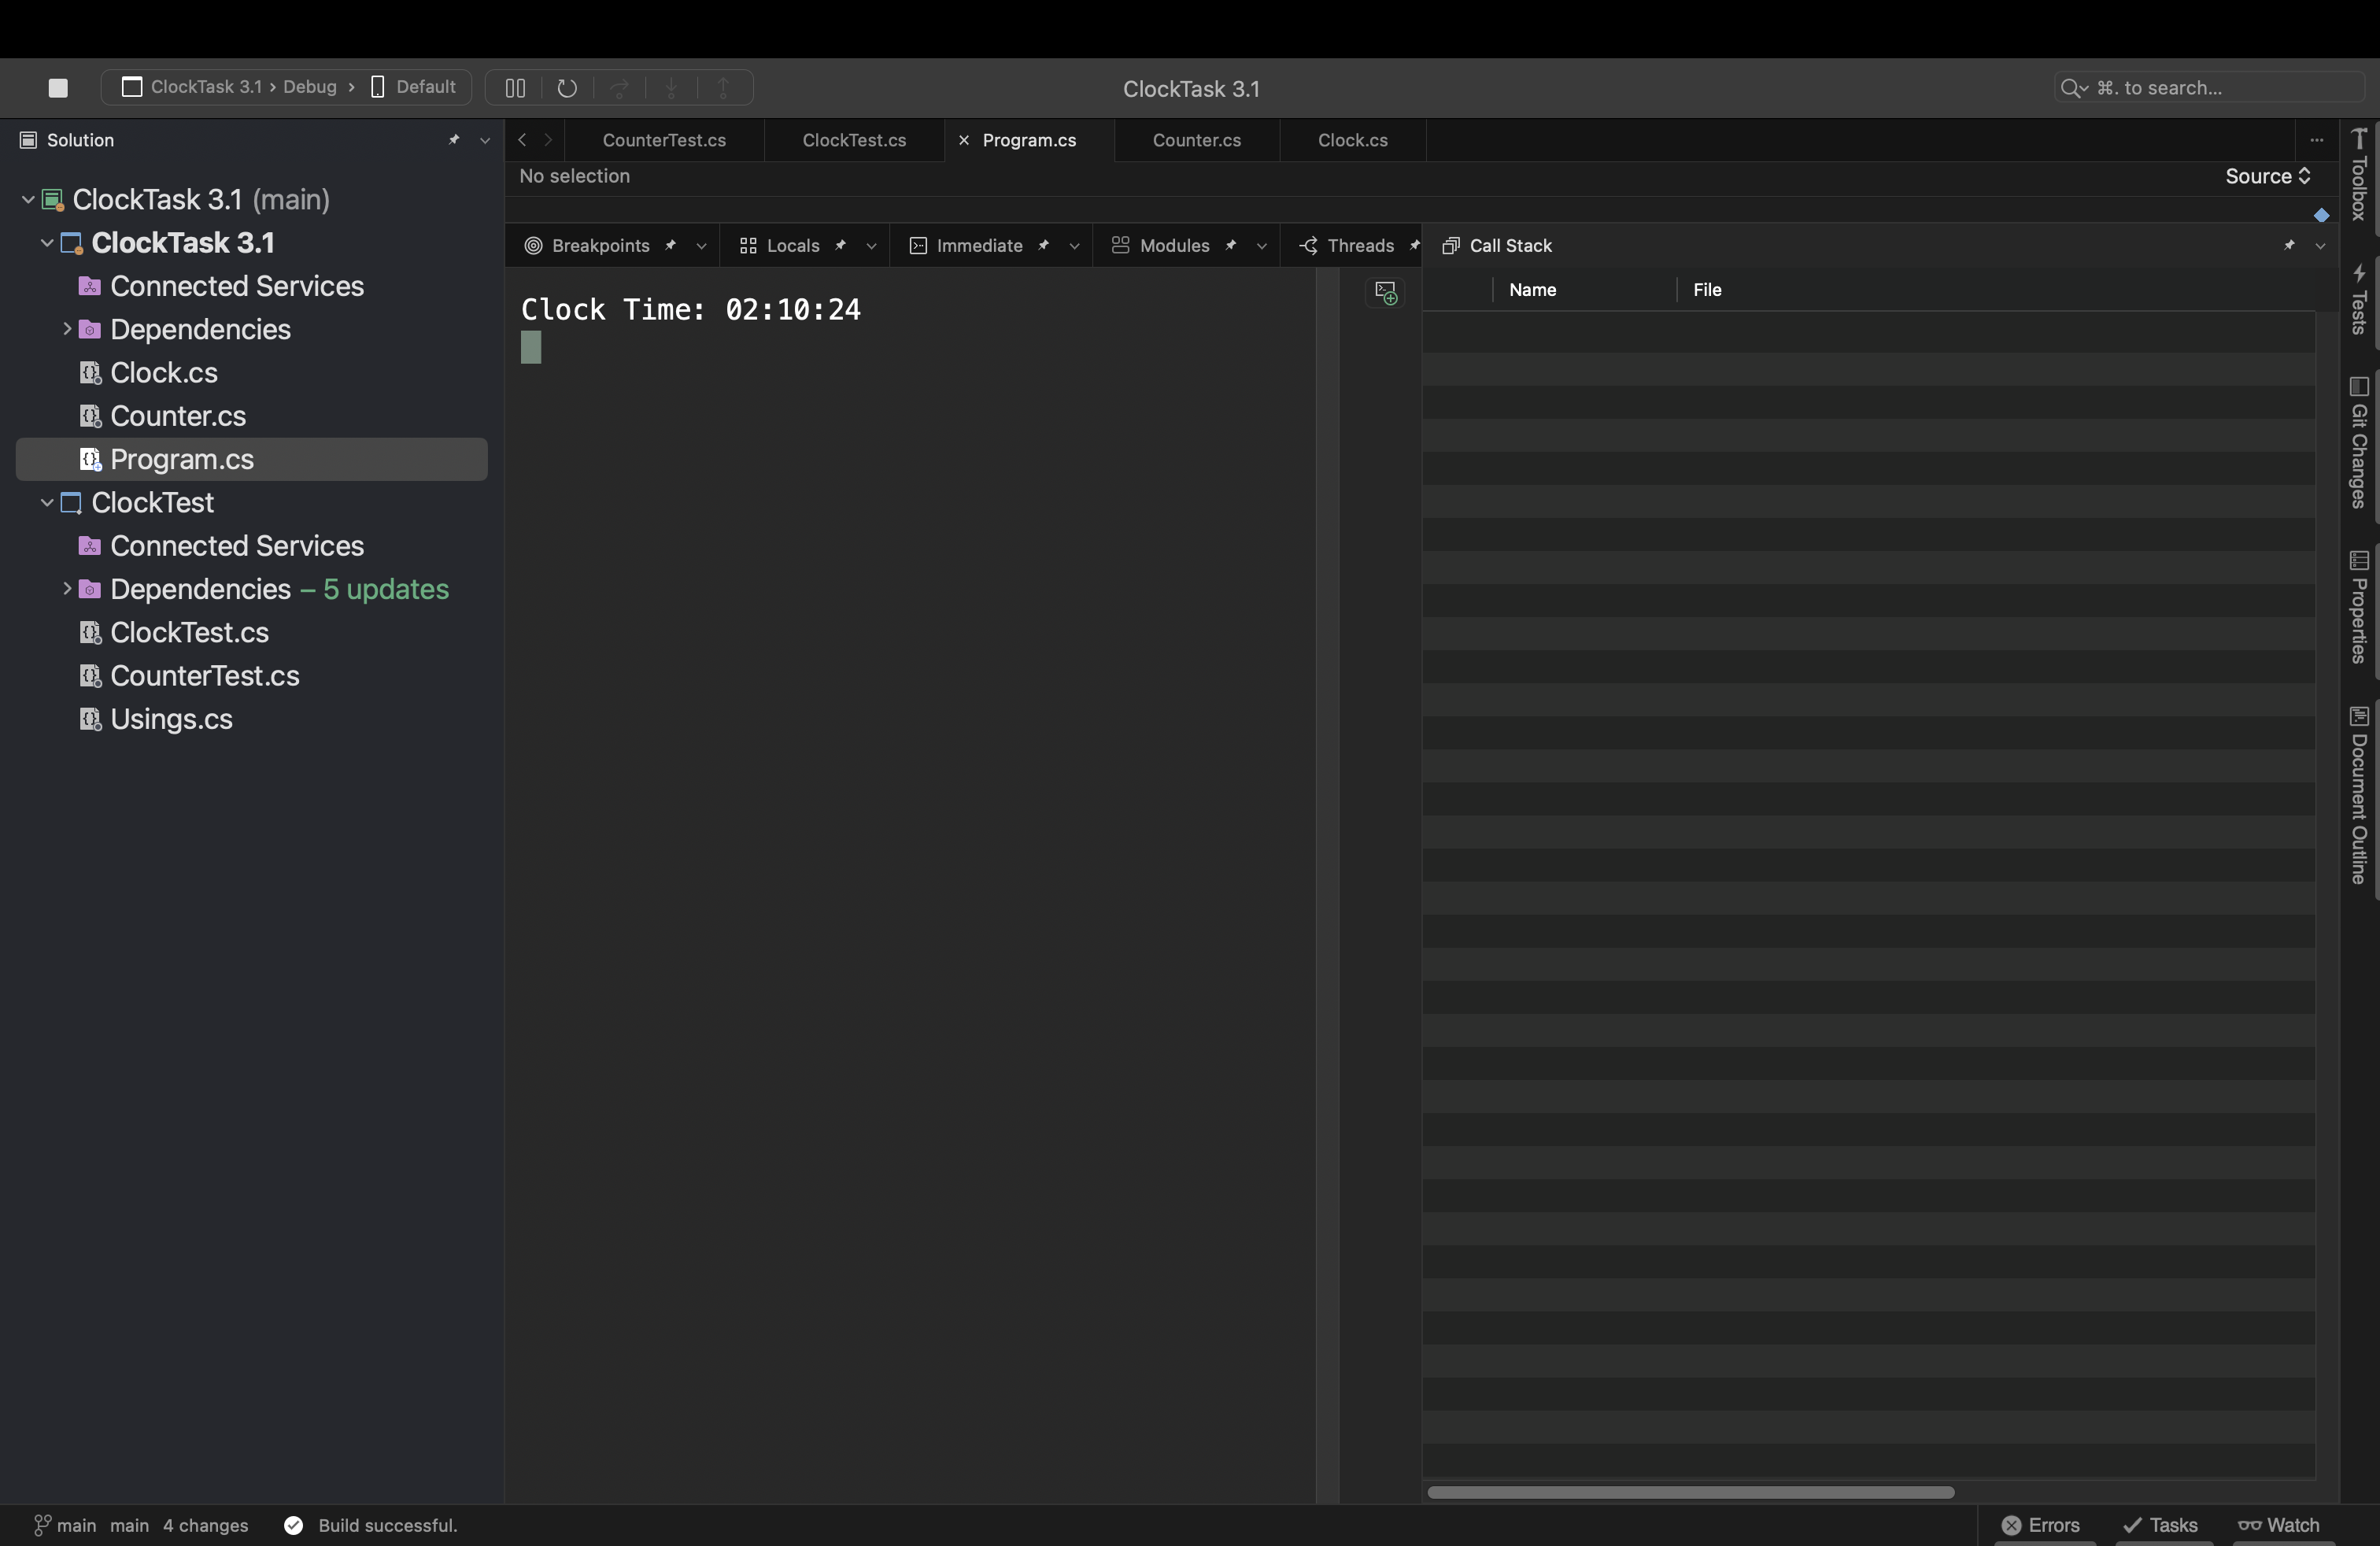 ClockTask 3.1 › Debug › Default
ClockTask 3.1
⌘. to search...
Solution
ClockTask 3.1 (main)
ClockTask 3.1
Connected Services
Dependencies
Clock.cs
Counter.cs
Program.cs
ClockTest
Connected Services
Dependencies – 5 updates
ClockTest.cs
CounterTest.cs
Usings.cs
CounterTest.cs
ClockTest.cs
Program.cs
Counter.cs
Clock.cs
No selection
Source
Breakpoints
Locals
Immediate
Modules
Threads
Clock Time: 02:10:24
Call Stack
Name
File
Toolbox
Tests
Git Changes
Properties
Document Outline
main main 4 changes
Build successful.
Errors
Tasks
Watch